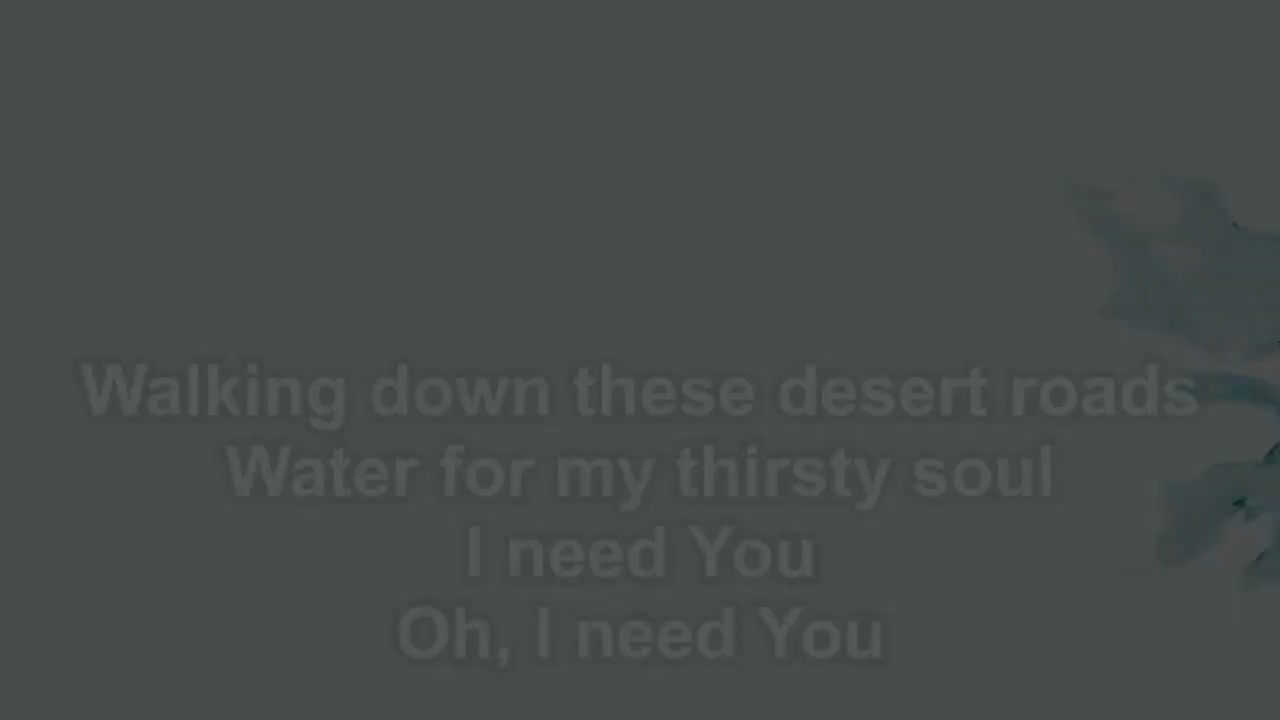 Walking down these desert roads
Water for my thirsty soul
I need You
Oh, I need You